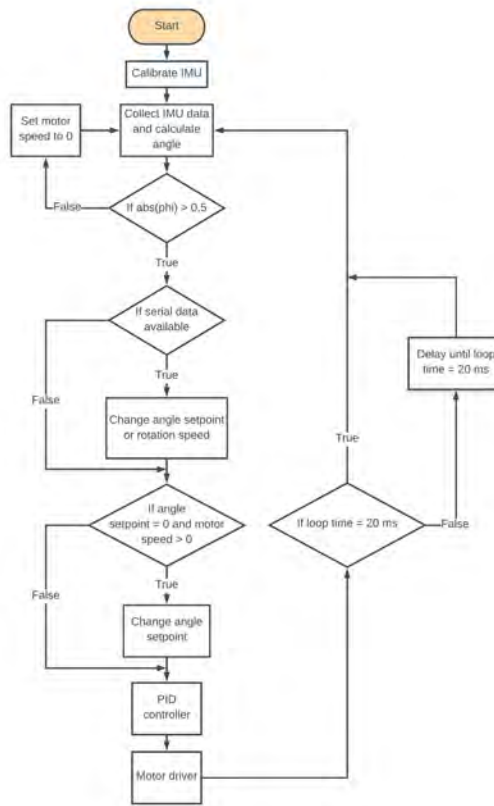 Start
Calibrate IMU
Set motor
speed to 0
Collect IMU data
and calculate
angle
False
If abs(phi) > 0.5
True
If serial data
available
True
False
Change angle setpoint
or rotation speed
If angle
setpoint = 0 and motor
speed > 0
True
False
Change angle
setpoint
PID
controller
Motor driver
Delay until loop
time = 20 ms
True
If loop time = 20 ms
False